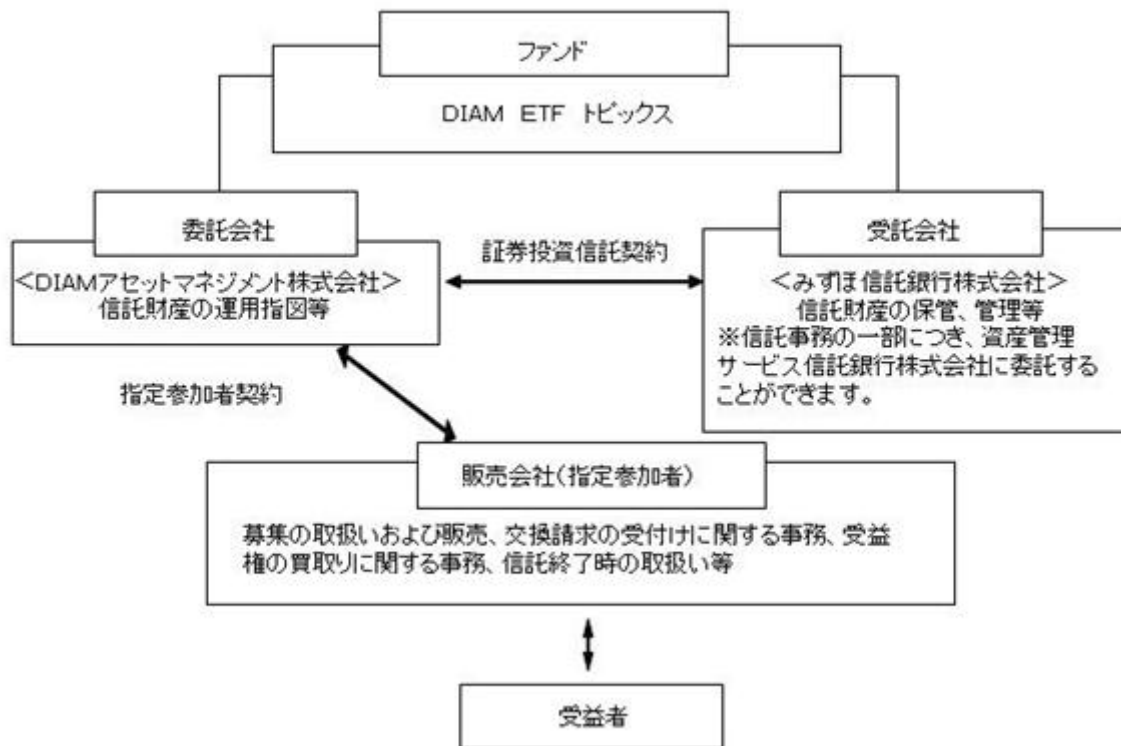 ファンド
DIAM ETF トピックス
委託会社
<DIAMアセットマネジメント株式会社>
信託財産の運用指図等
証券投資信託契約
受託会社
<みずほ信託銀行株式会社>
信託財産の保管、管理等
※信託事務の一部につき、資産管理
サービス信託銀行株式会社に委託する
ことができます。
指定参加者契約
販売会社(指定参加者)
募集の取扱いおよび販売、交換請求の受付けに関する事務、受益
権の買取りに関する事務、信託終了時の取扱い等
受益者